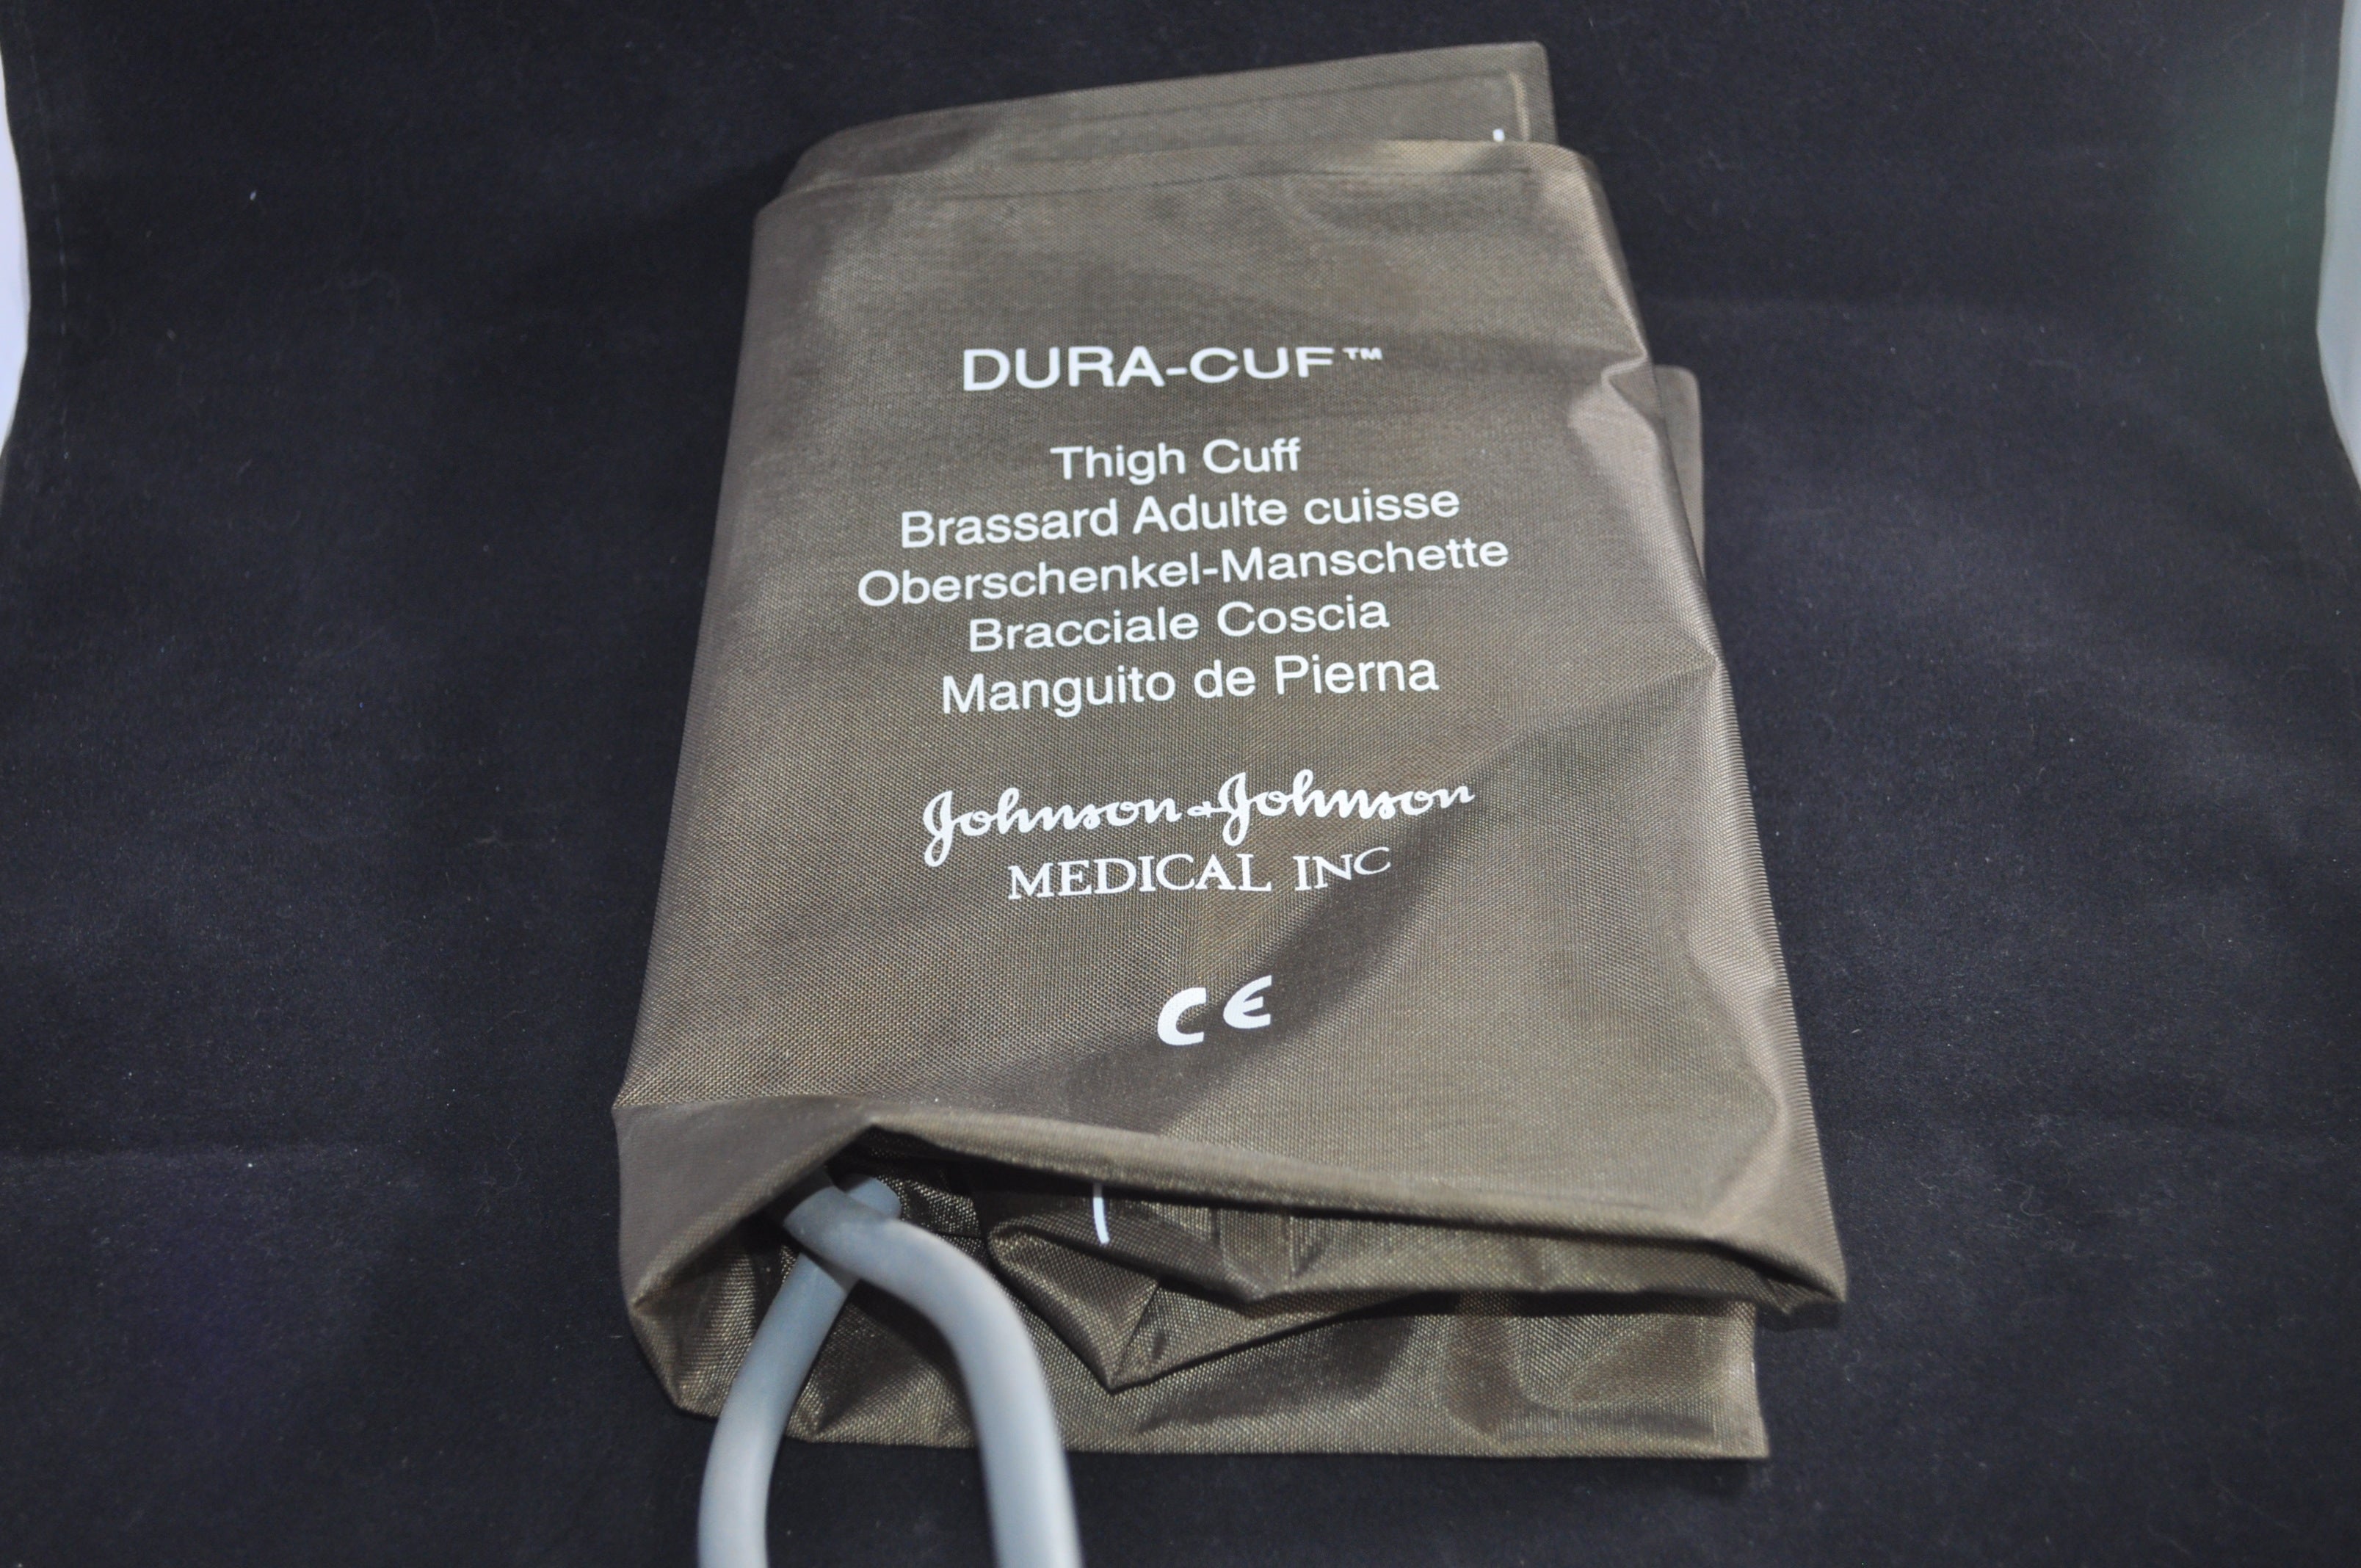 DURA-CUF™
Thigh Cuff
Brassard Adulte cuisse
Oberschenkel-Manschette
Bracciale Coscia
Manguito de Pierna
Johnson & Johnson
MEDICAL INC
CE